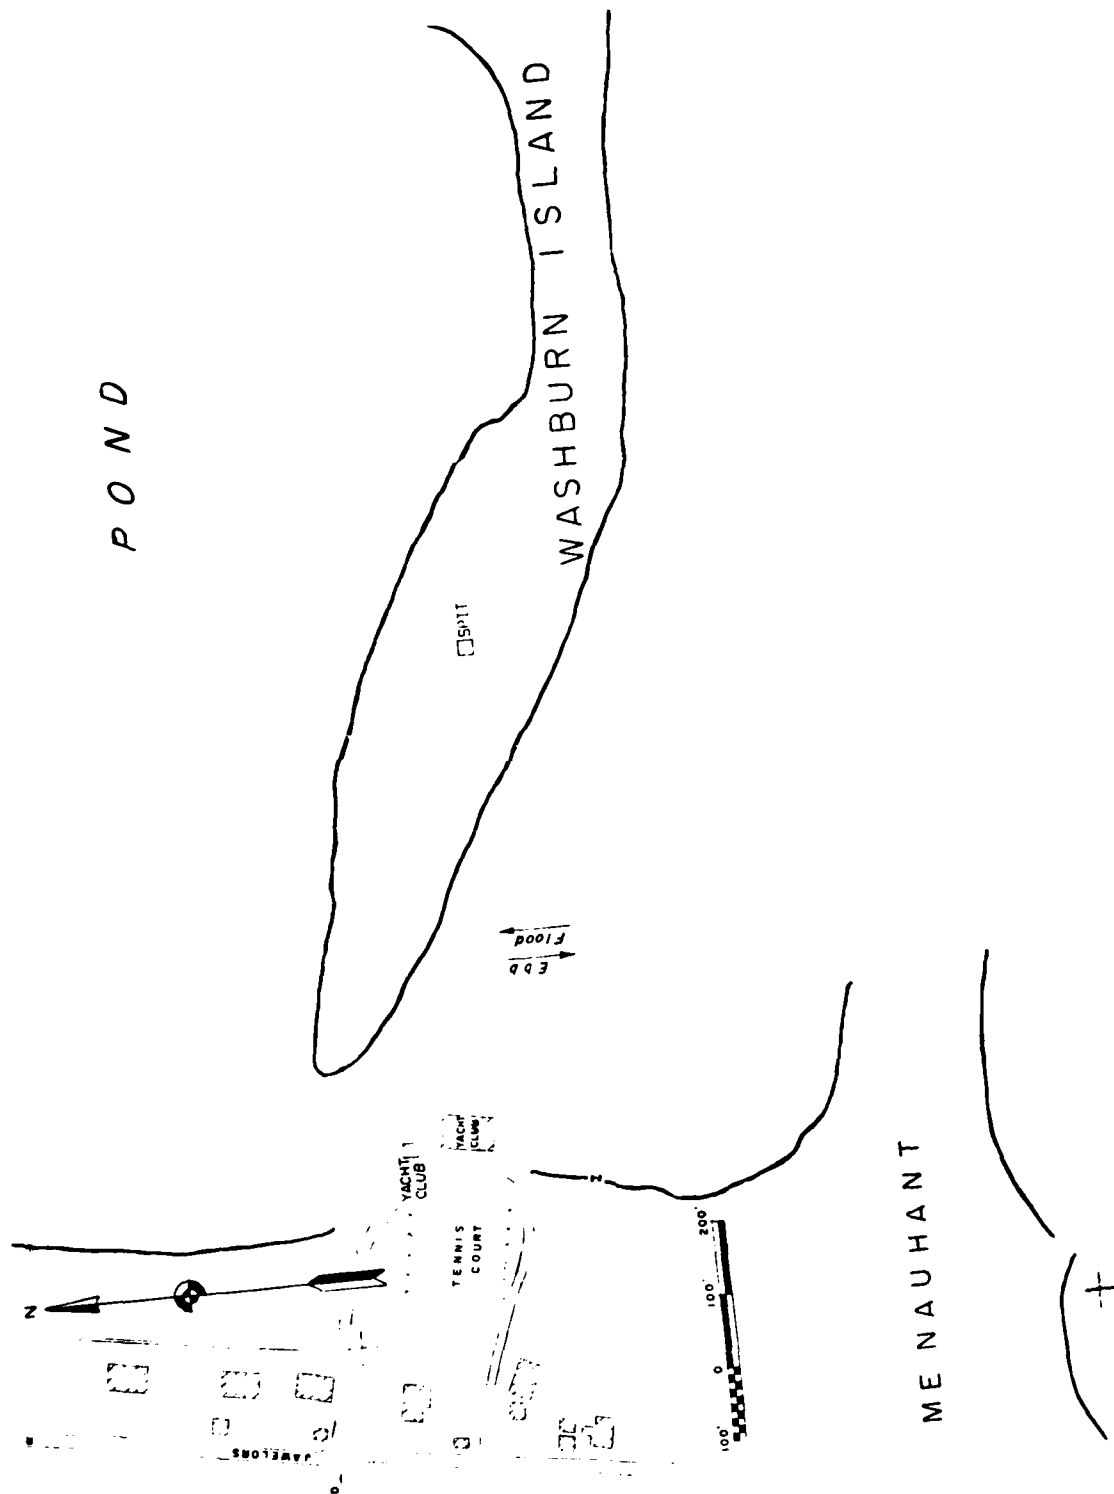 POND
WASHBURN ISLAND
SPIT
Flood
Ebb
YACHT
CLUB
YACHT
CLUB
TENNIS
COURT
N
100'
0
100'
200'
MENAUHANT